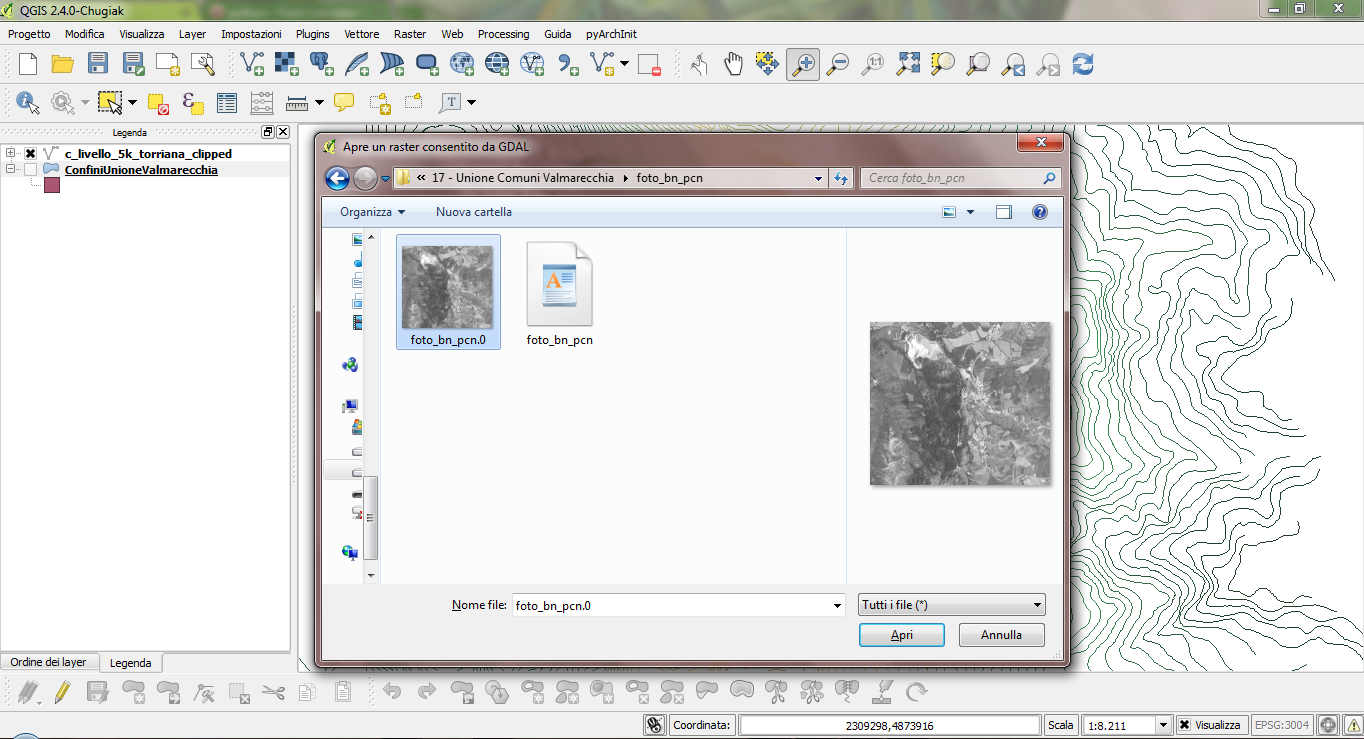 QGIS 2.4.0-Chugiak
Progetto Modifica Visualizza Layer Impostazioni Plugins Vettore Raster Web Processing Guida pyArchInit
1:1
T
Legenda
c_livello_5k_torriana_clipped
ConfiniUnioneValmarecchia
Apre un raster consentito da GDAL
« 17 - Unione Comuni Valmarecchia foto_bn_pcn
Cerca foto_bn_pcn
Organizza Nuova cartella
A
foto_bn_pcn.0 foto_bn_pcn
Nome file: foto_bn_pcn.0 Tutti i file (*)
Apri Annulla
Ordine dei layer Legenda
Coordinata: 2309298,4873916 Scala 1:8.211 Visualizza EPSG:3004